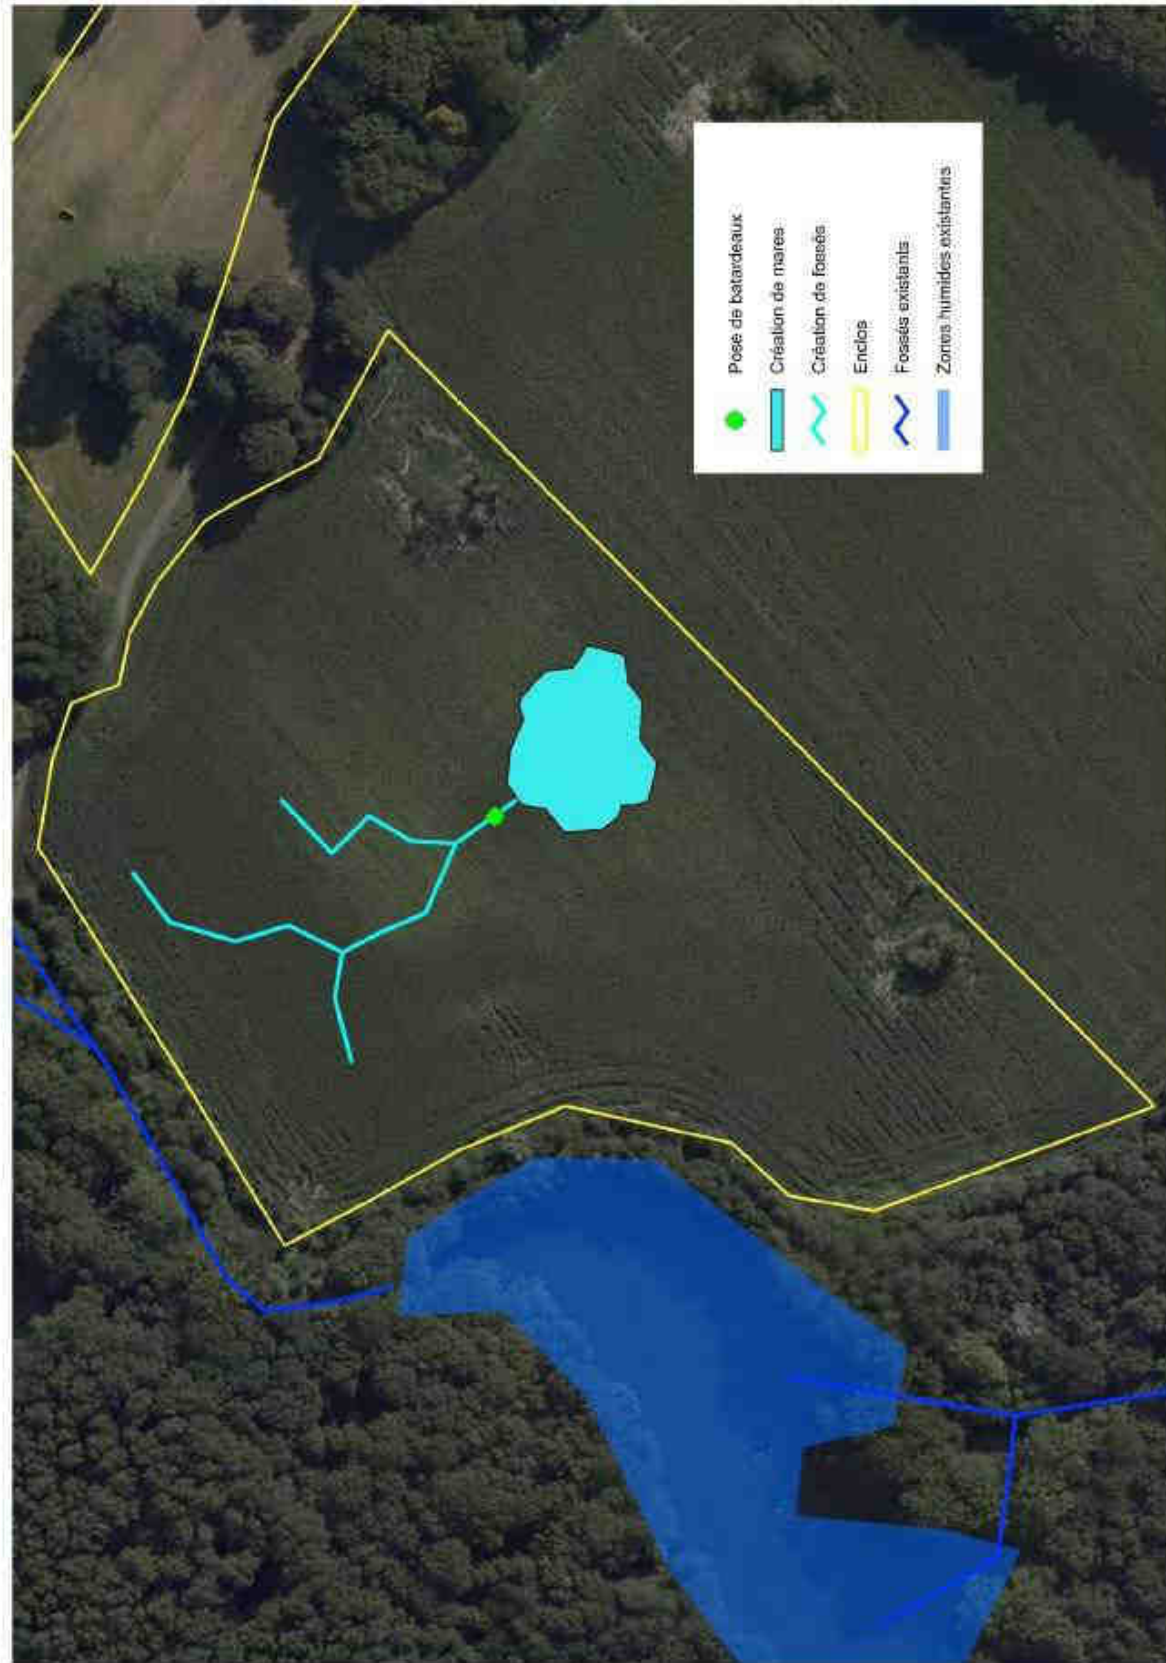 Pose de batardeaux
Création de mares
Création de fossés
Enclos
Fossés existants
Zones humides existantes